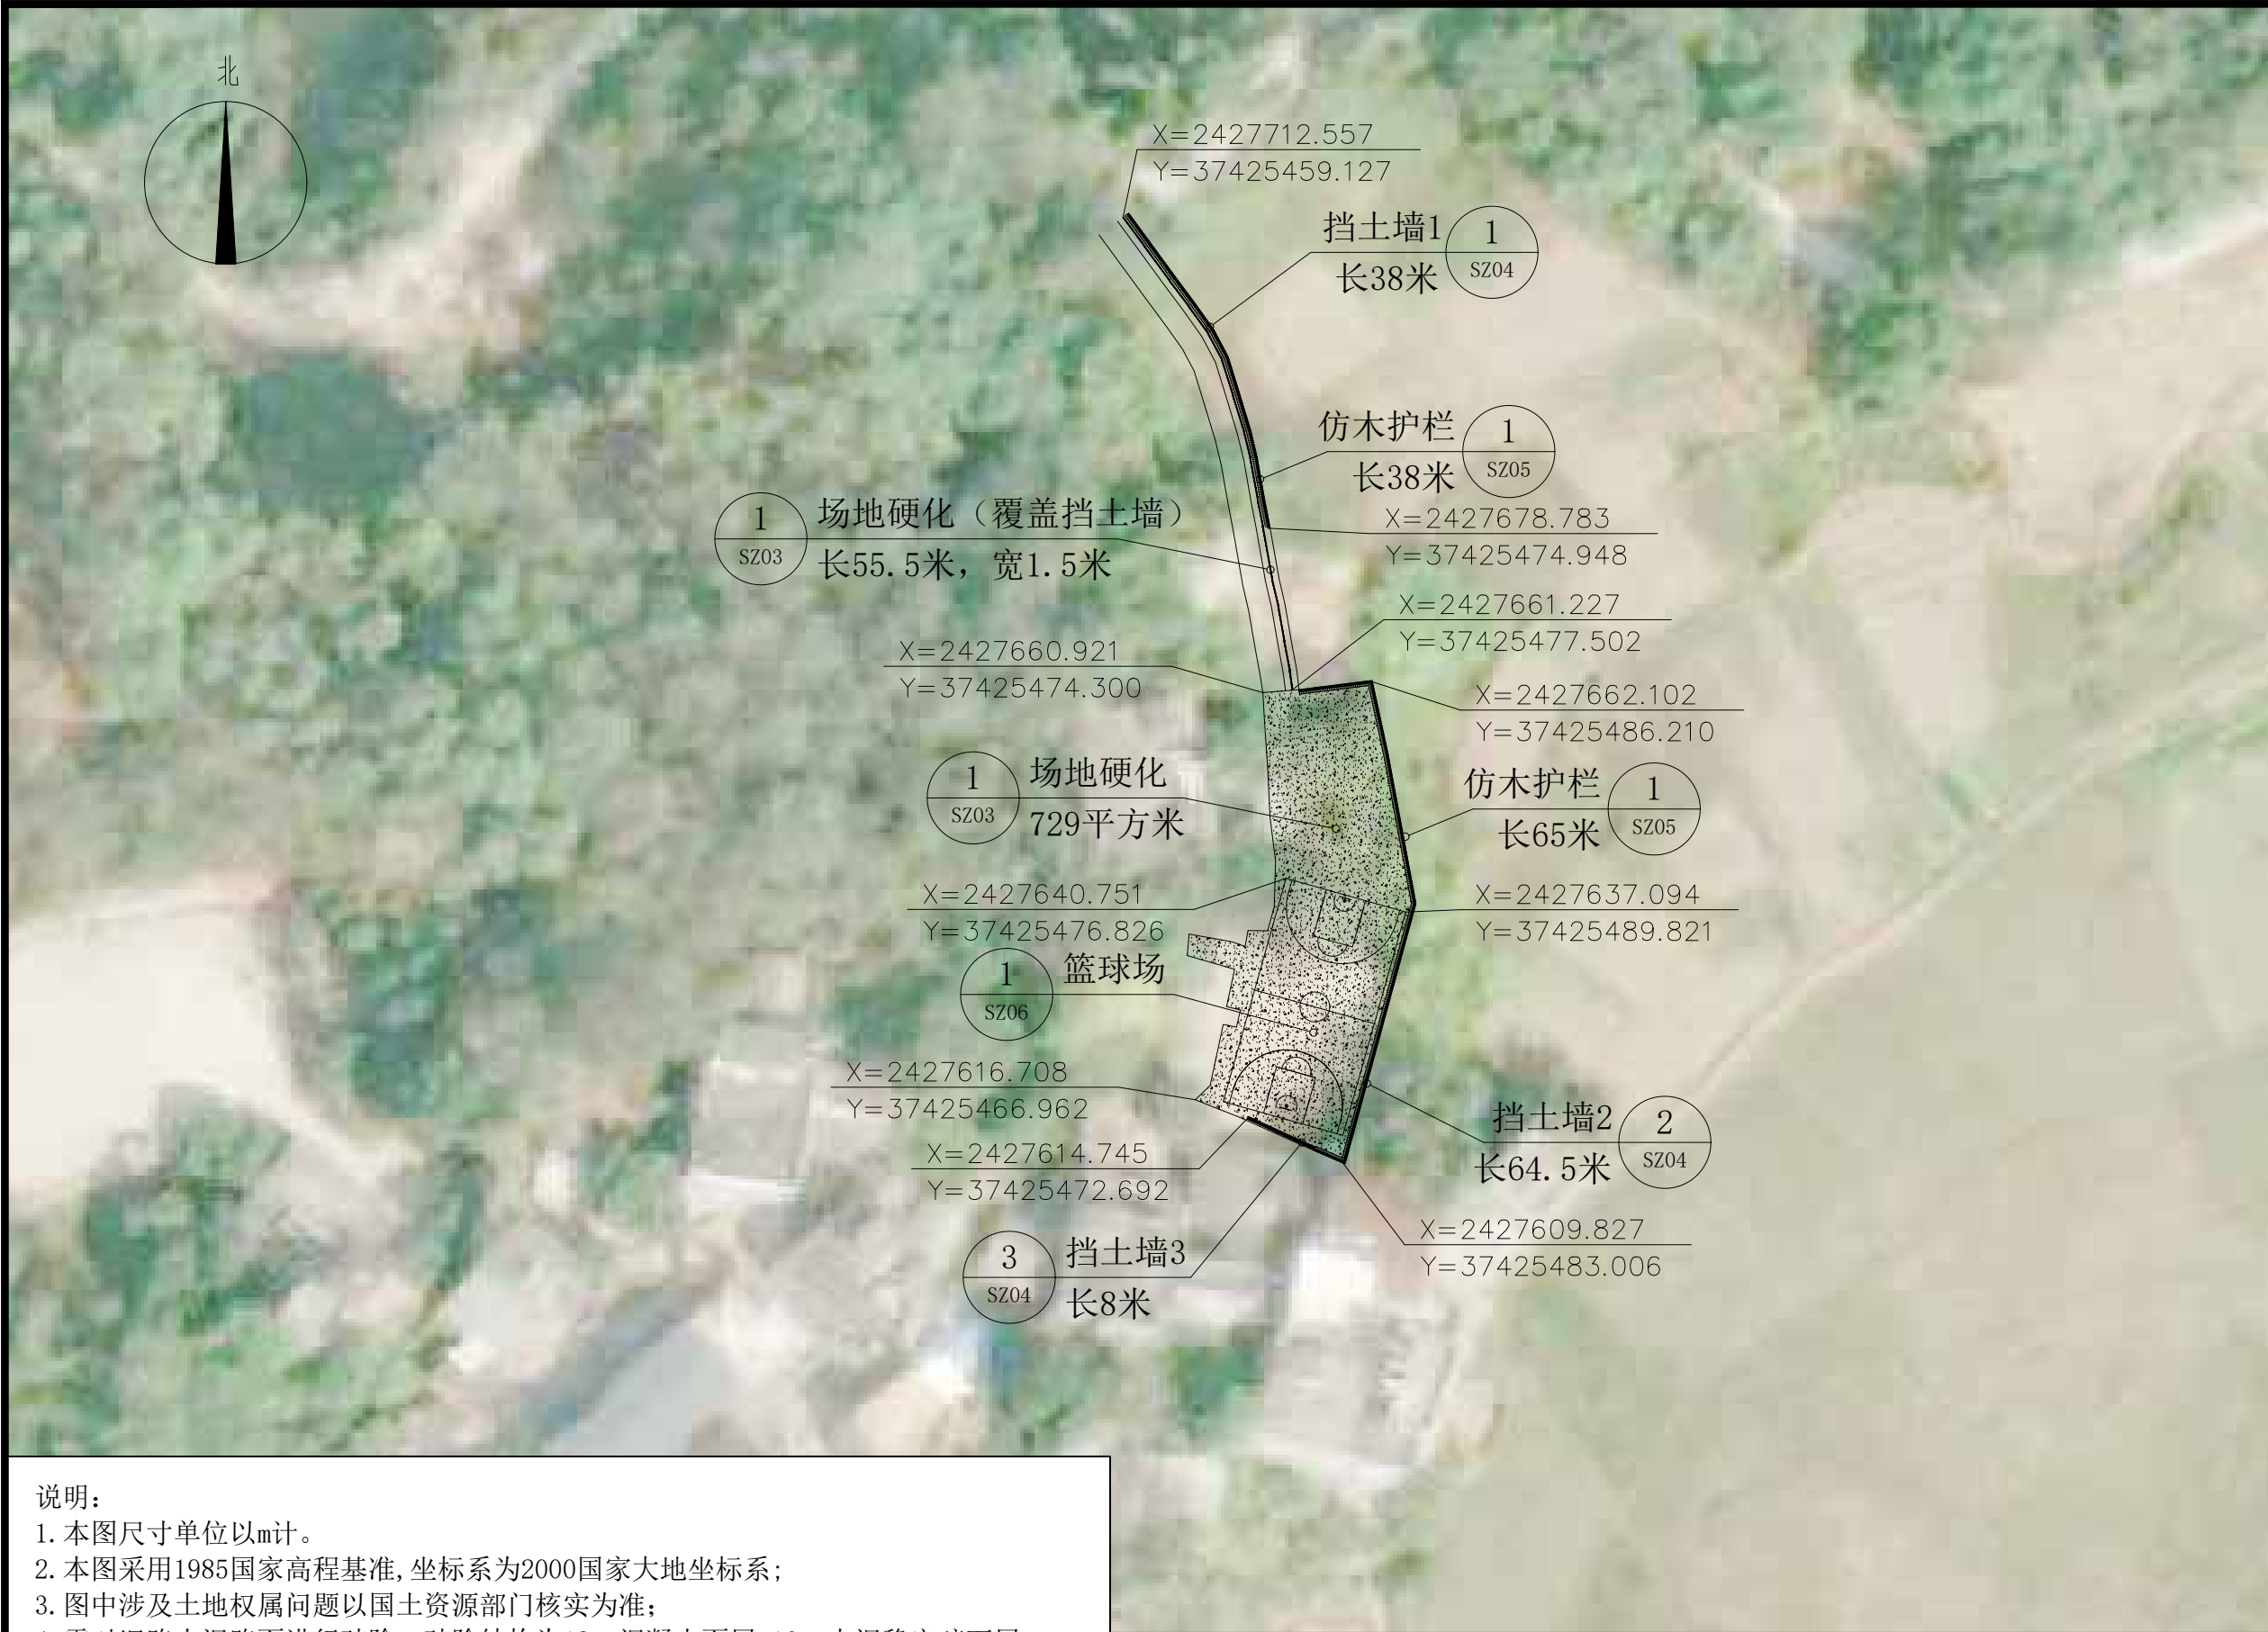 北
X=2427712.557
Y=37425459.127
挡土墙1
长38米
1
SZ04
仿木护栏
长38米
1
SZ05
1
SZ03
场地硬化（覆盖挡土墙）
长55.5米，宽1.5米
X=2427678.783
Y=37425474.948
X=2427661.227
Y=37425477.502
X=2427660.921
Y=37425474.300
X=2427662.102
Y=37425486.210
1
SZ03
场地硬化
729平方米
仿木护栏
长65米
1
SZ05
X=2427640.751
Y=37425476.826
X=2427637.094
Y=37425489.821
1
SZ06
篮球场
X=2427616.708
Y=37425466.962
挡土墙2
长64.5米
2
SZ04
X=2427614.745
Y=37425472.692
X=2427609.827
Y=37425483.006
3
SZ04
挡土墙3
长8米
说明：
1.本图尺寸单位以m计。
2.本图采用1985国家高程基准,坐标系为2000国家大地坐标系;
3.图中涉及土地权属问题以国土资源部门核实为准;